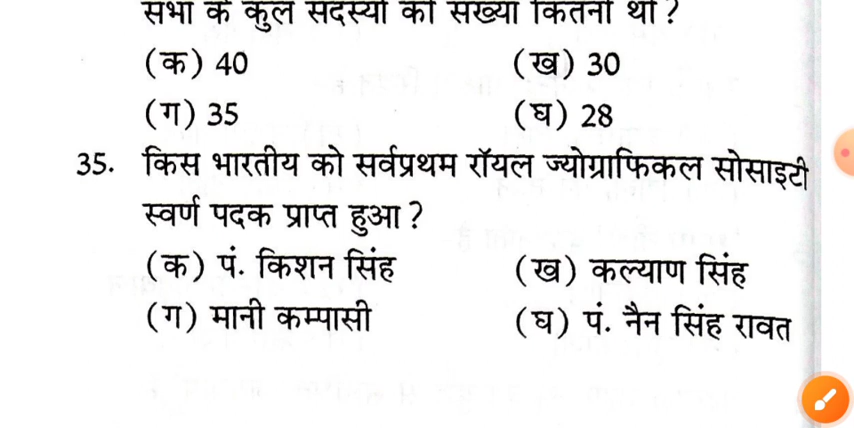 सभा के कुल सदस्यों की संख्या कितनी थी ?
(क) 40 (ख) 30
(ग) 35 (घ) 28
35. किस भारतीय को सर्वप्रथम रॉयल ज्योग्राफिकल सोसाइटी
स्वर्ण पदक प्राप्त हुआ ?
(क) पं. किशन सिंह (ख) कल्याण सिंह
(ग) मानी कम्पासी (घ) पं. नैन सिंह रावत